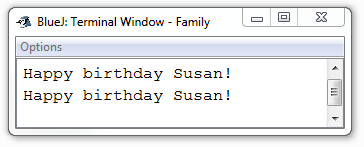 BlueJ: Terminal Window - Family
Options
Happy birthday Susan!
Happy birthday Susan!